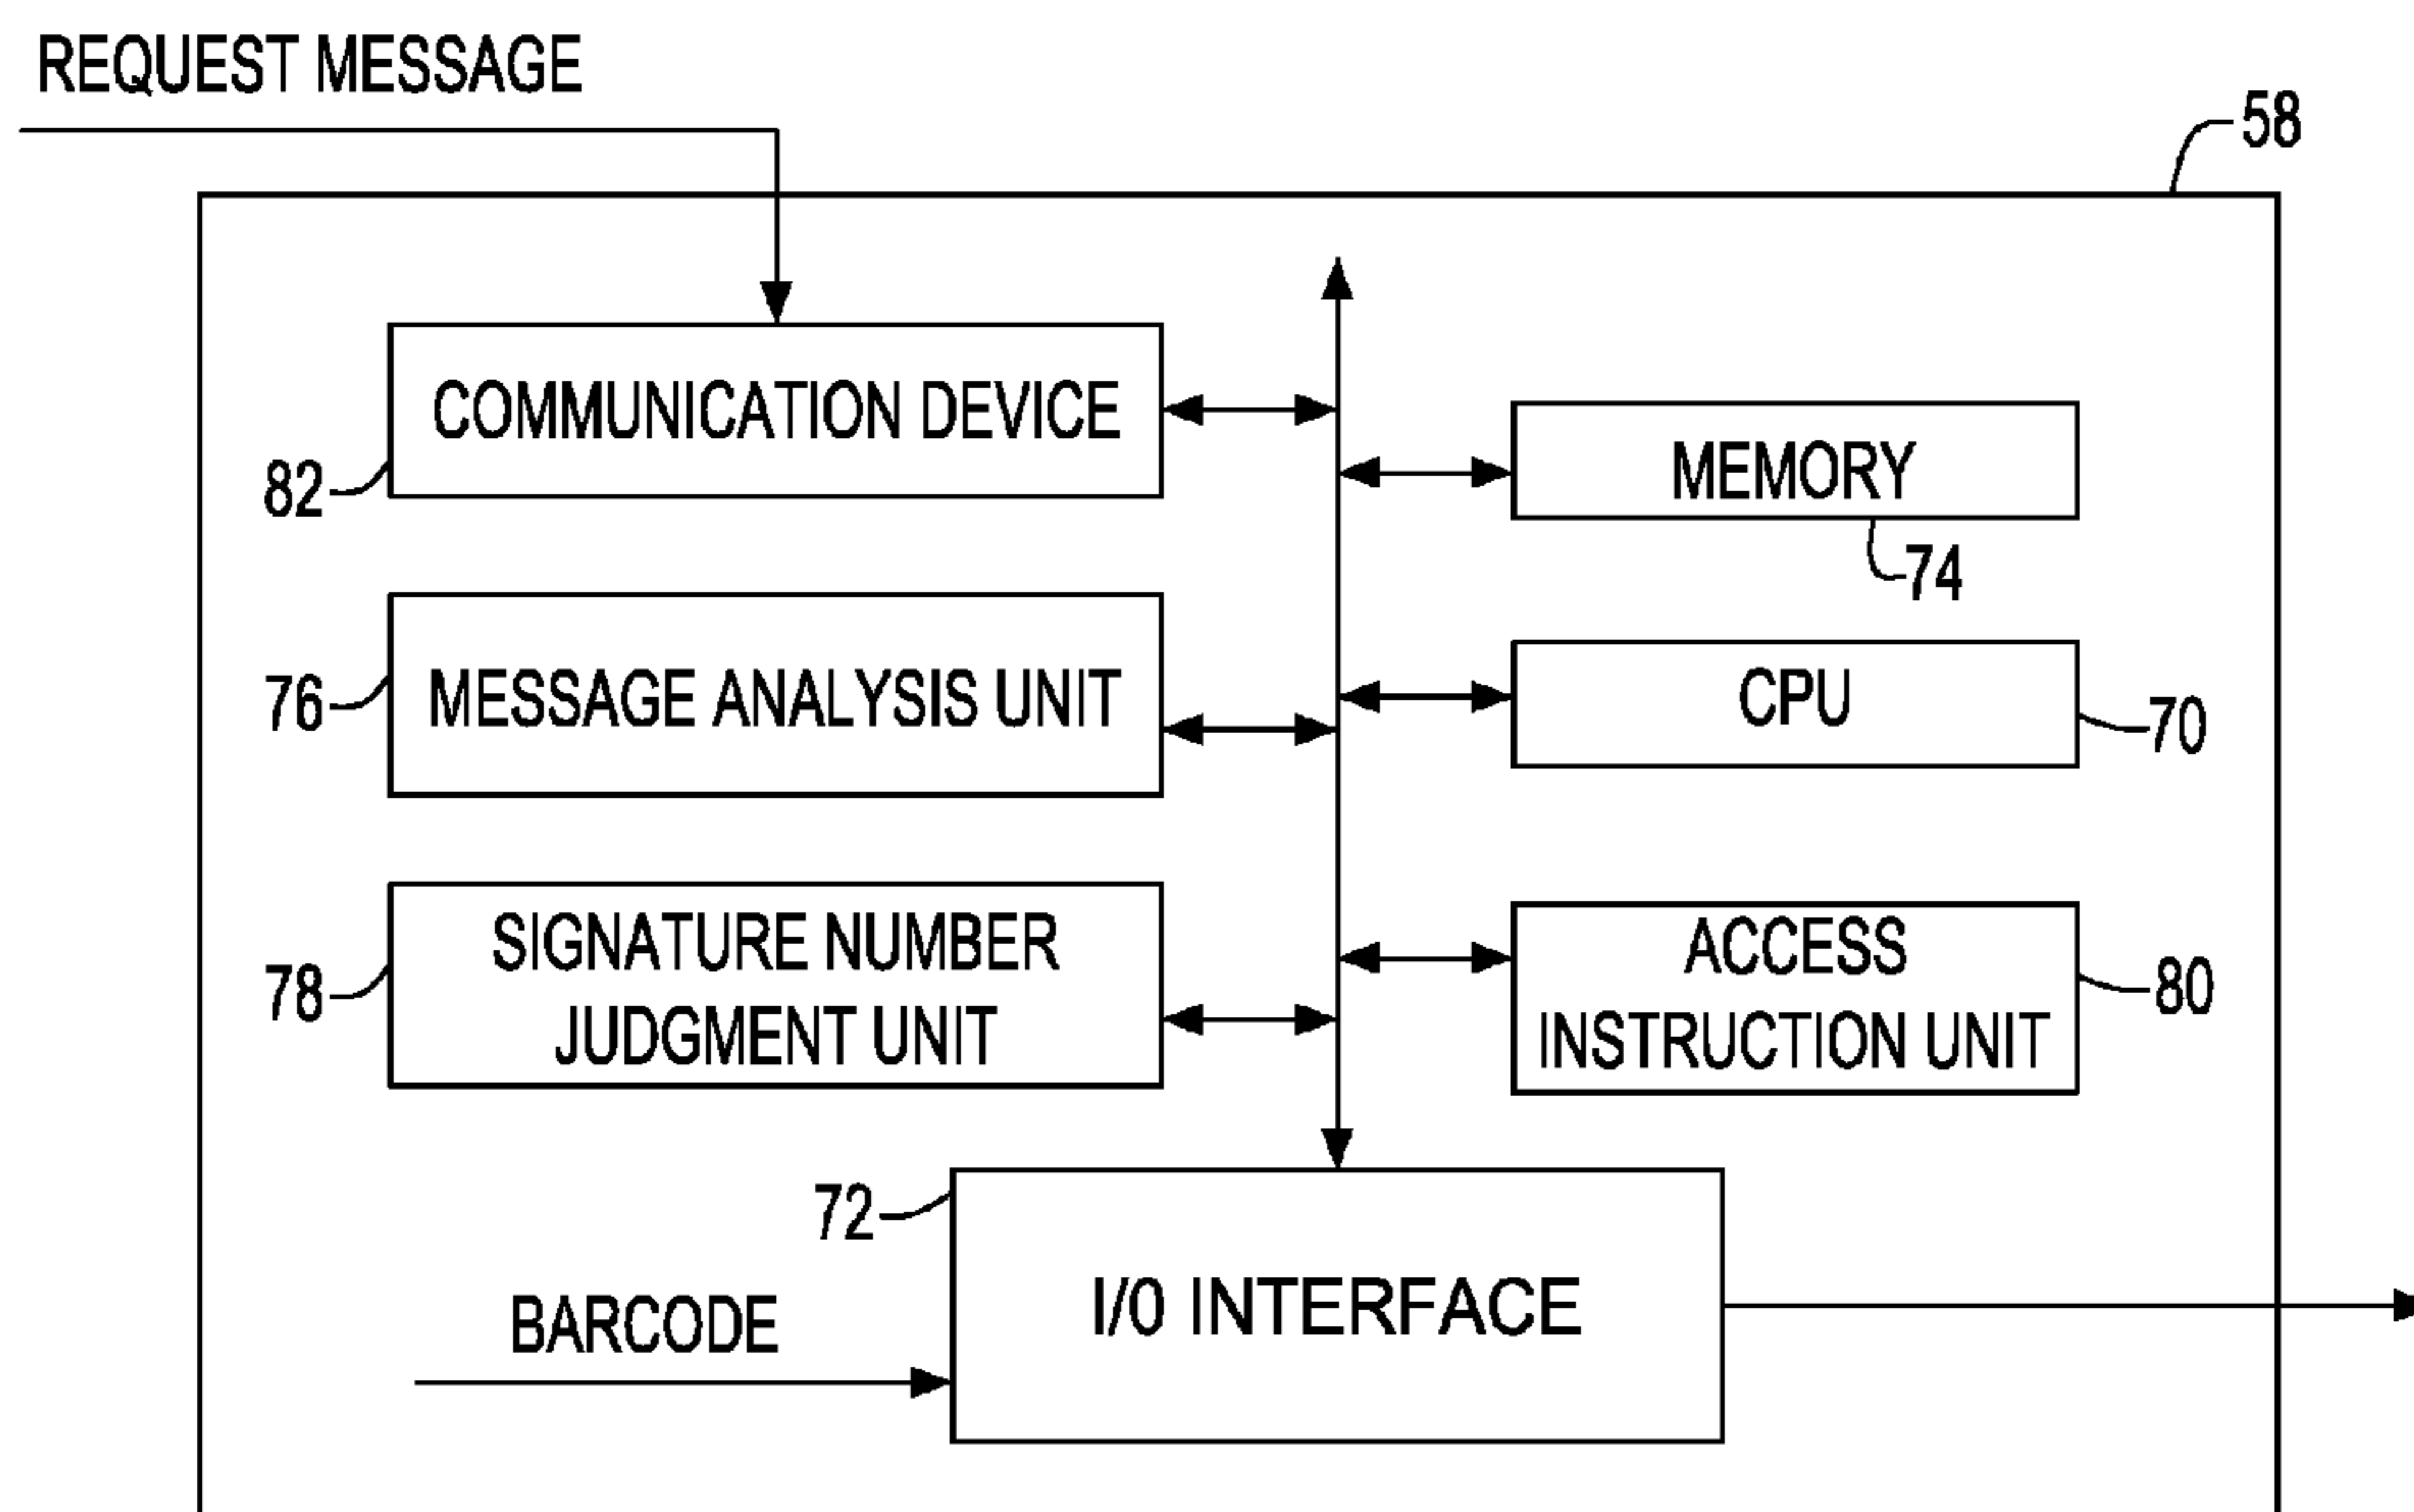 REQUEST MESSAGE
58
COMMUNICATION DEVICE
82
MEMORY
74
MESSAGE ANALYSIS UNIT
76
CPU
70
SIGNATURE NUMBER
JUDGMENT UNIT
78
ACCESS
INSTRUCTION UNIT
80
72
I/O INTERFACE
BARCODE